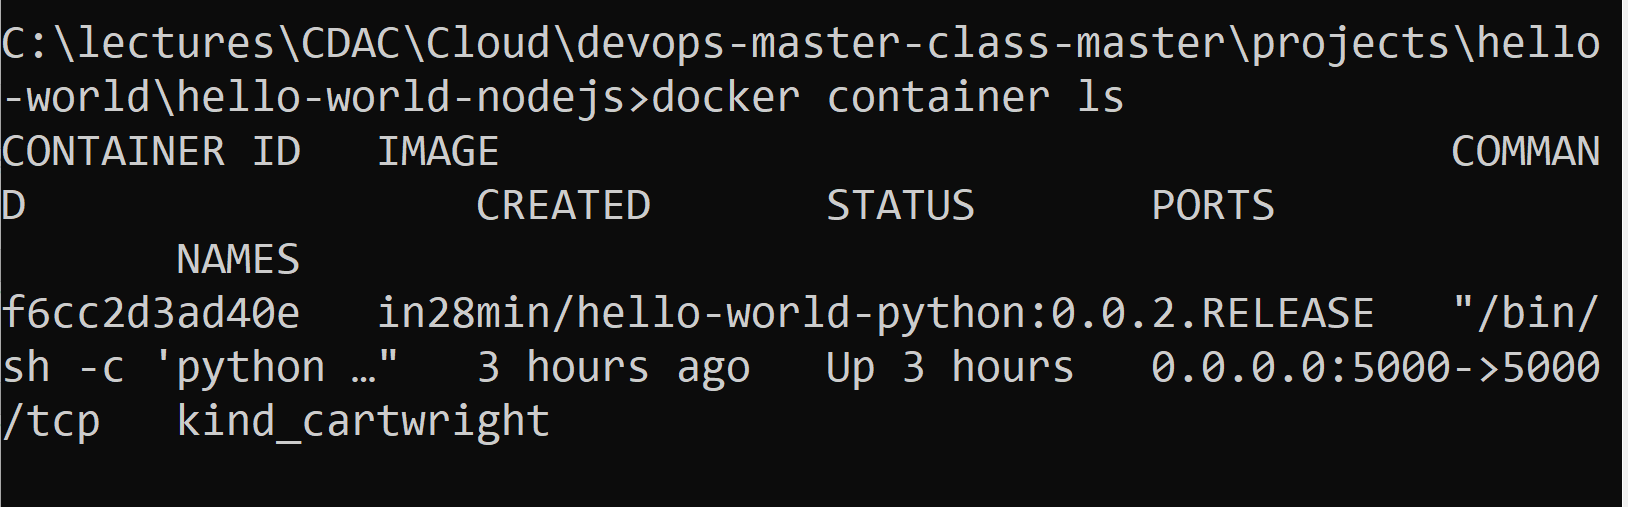 C:\lectures\CDAC\Cloud\devops-master-class-master\projects\hello
-world\hello-world-nodejs>docker container ls
CONTAINER ID   IMAGE                                      COMMAN
D                  CREATED       STATUS       PORTS
       NAMES
f6cc2d3ad40e   in28min/hello-world-python:0.0.2.RELEASE   "/bin/
sh -c 'python …"   3 hours ago   Up 3 hours   0.0.0.0:5000->5000
/tcp   kind_cartwright